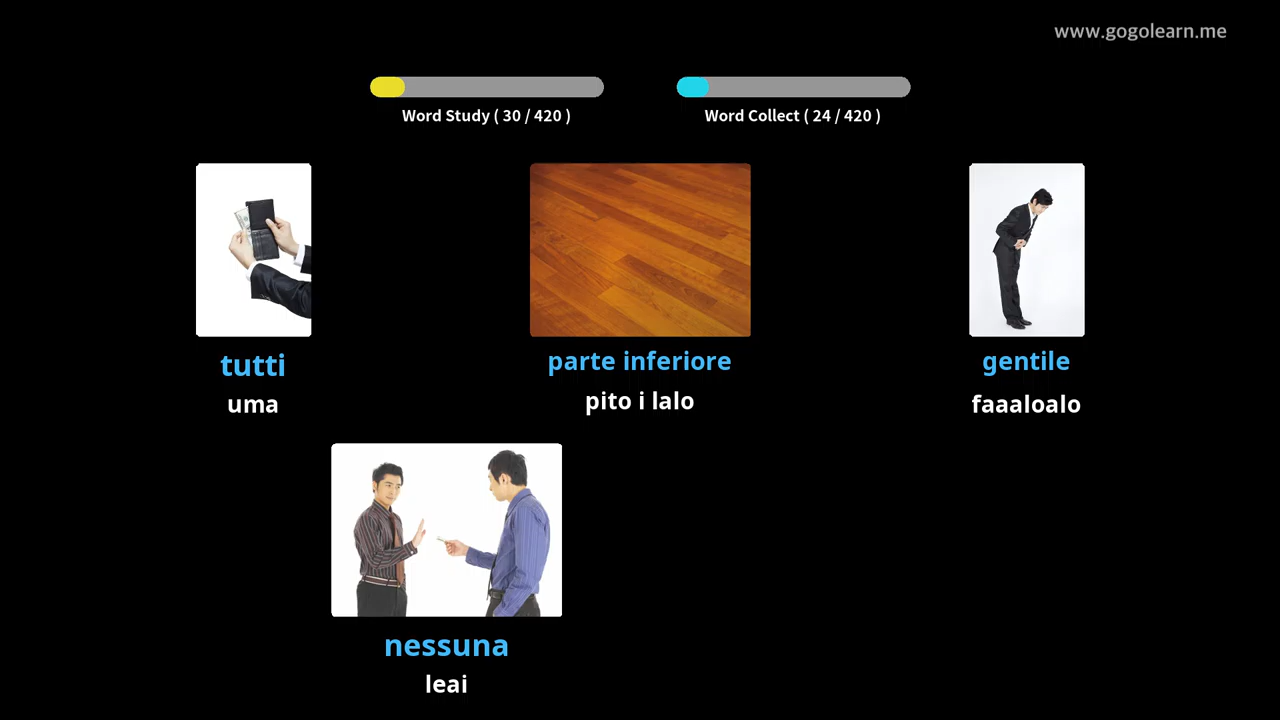 www.gogolearn.me
Word Study ( 30 / 420 )
Word Collect ( 24 / 420 )
tutti
uma
parte inferiore
pito i lalo
gentile
faaaloalo
nessuna
leai